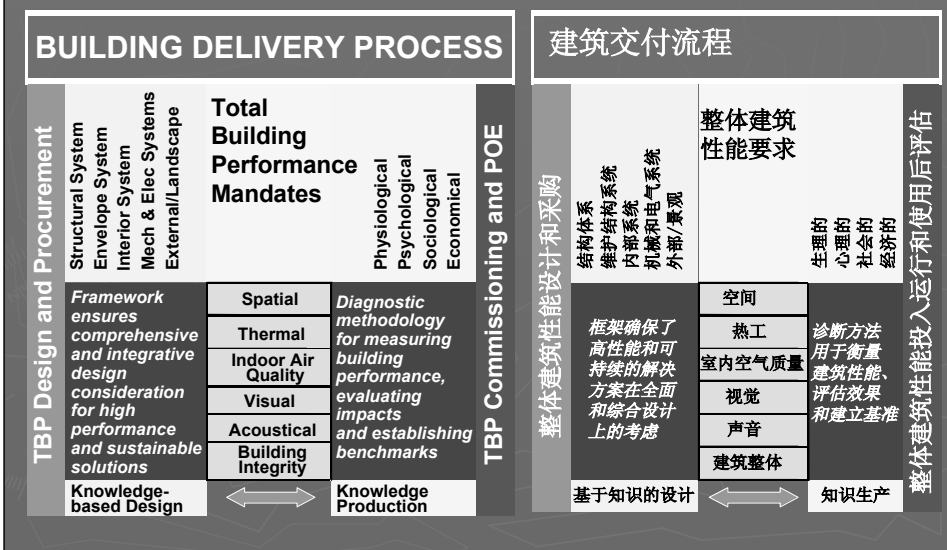 BUILDING DELIVERY PROCESS
TBP Design and Procurement
Structural System
Envelope System
Interior System
Mech & Elec Systems
External/Landscape
Total
Building
Performance
Mandates
Physiological
Psychological
Sociological
Economical
TBP Commissioning and POE
Framework
ensures
comprehensive
and integrative
design
consideration
for high
performance
and sustainable
solutions
Spatial
Thermal
Indoor Air
Quality
Visual
Acoustical
Building
Integrity
Diagnostic
methodology
for measuring
building
performance,
evaluating
impacts
and establishing
benchmarks
Knowledge-
based Design
Knowledge
Production
建筑交付流程
整体建筑性能设计和采购
结构体系
维护结构系统
内部系统
机械和电气系统
外部/景观
整体建筑
性能要求
生理的
心理的
社会的
经济的
整体建筑性能投入运行和使用后评估
框架确保了
高性能和可
持续的解决
方案在全面
和综合设计
上的考虑
空间
热工
室内空气质量
视觉
声音
建筑整体
诊断方法
用于衡量
建筑性能、
评估效果
和建立基准
基于知识的设计
知识生产